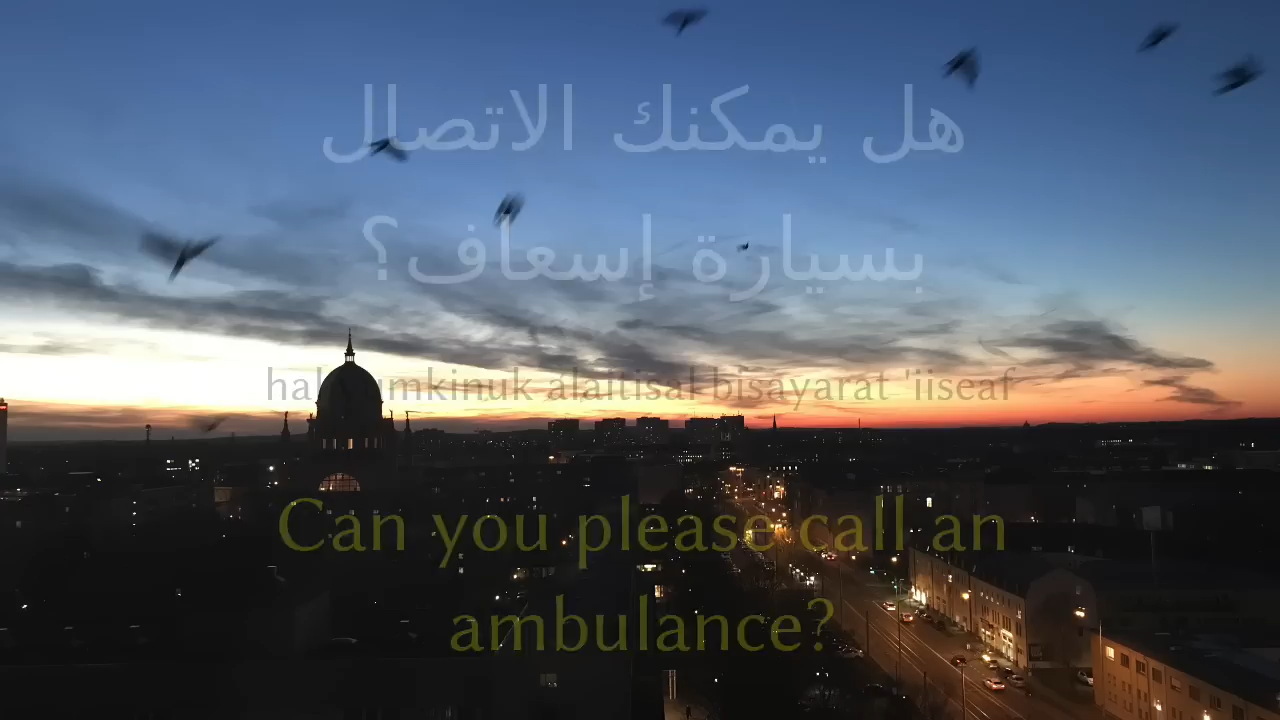 هل يمكنك الاتصال
بسيارة إسعاف؟
hal yumkinuk alaitisal bisayarat 'iiseaf
Can you please call an
ambulance?